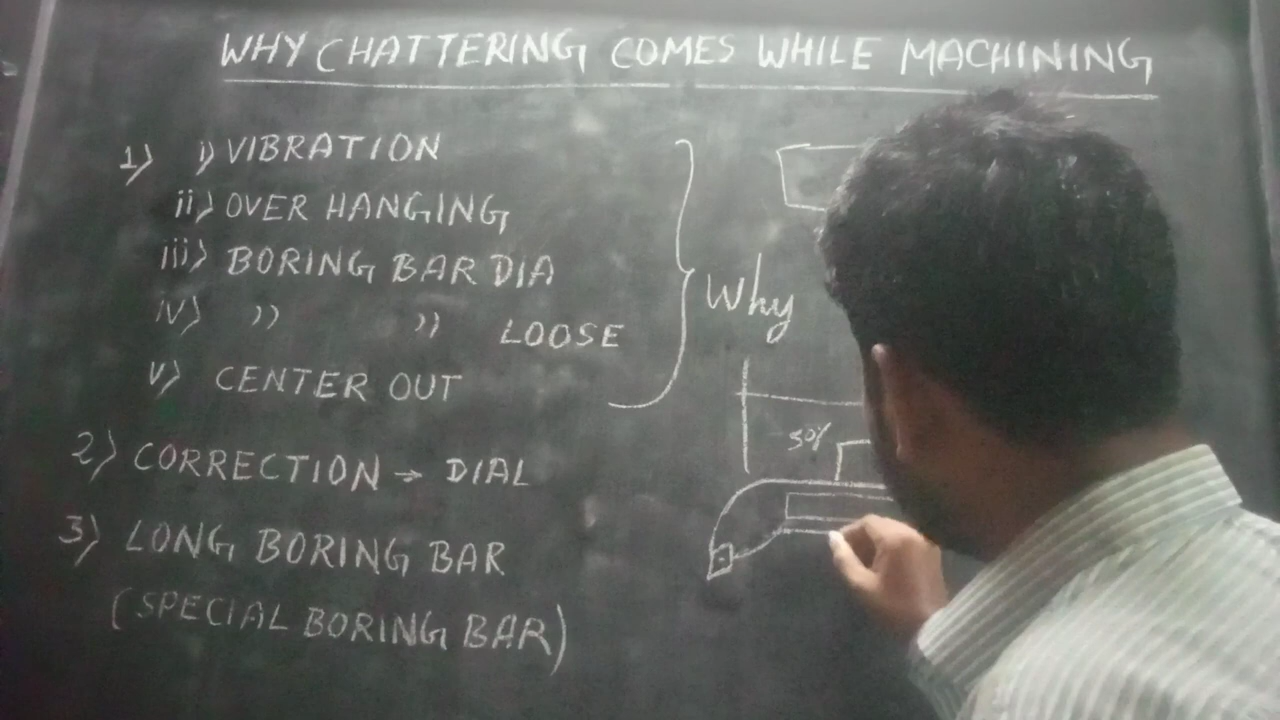 WHY CHATTERING COMES WHILE MACHINING
1) i) VIBRATION
ii) OVER HANGING
iii) BORING BAR DIA
iv) ,, ,, LOOSE
v) CENTER OUT
Why
2) CORRECTION → DIAL
3) LONG BORING BAR
(SPECIAL BORING BAR)